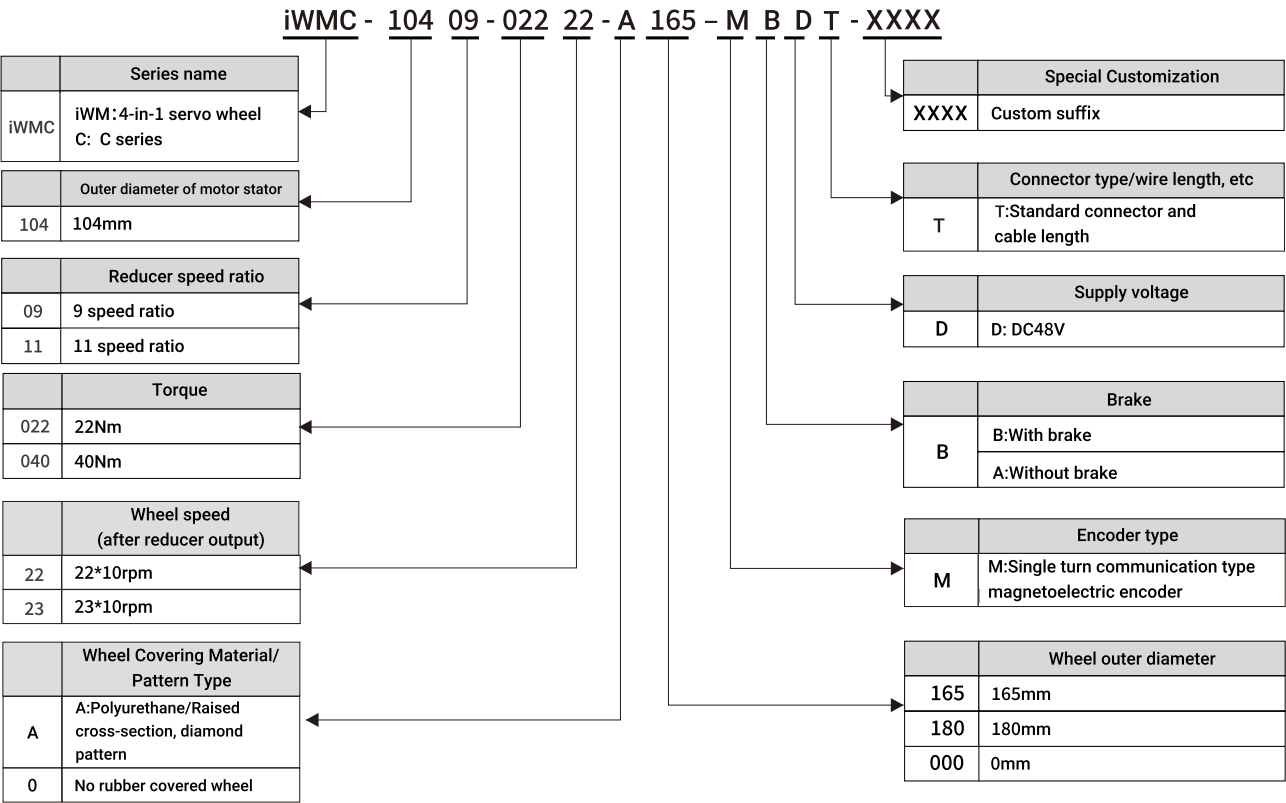 iWMC - 104 09 - 022 22 - A 165 – M B D T - XXXX
Series name
iWMC
iWM：4-in-1 servo wheel
C: C series
Outer diameter of motor stator
104 104mm
Reducer speed ratio
09 9 speed ratio
11 11 speed ratio
Torque
022 22Nm
040 40Nm
Wheel speed
(after reducer output)
22 22*10rpm
23 23*10rpm
Wheel Covering Material/
Pattern Type
A
A:Polyurethane/Raised
cross-section, diamond
pattern
0 No rubber covered wheel
Special Customization
XXXX Custom suffix
Connector type/wire length, etc
T
T:Standard connector and
cable length
Supply voltage
D D: DC48V
Brake
B
B:With brake
A:Without brake
Encoder type
M
M:Single turn communication type
magnetoelectric encoder
Wheel outer diameter
165 165mm
180 180mm
000 0mm